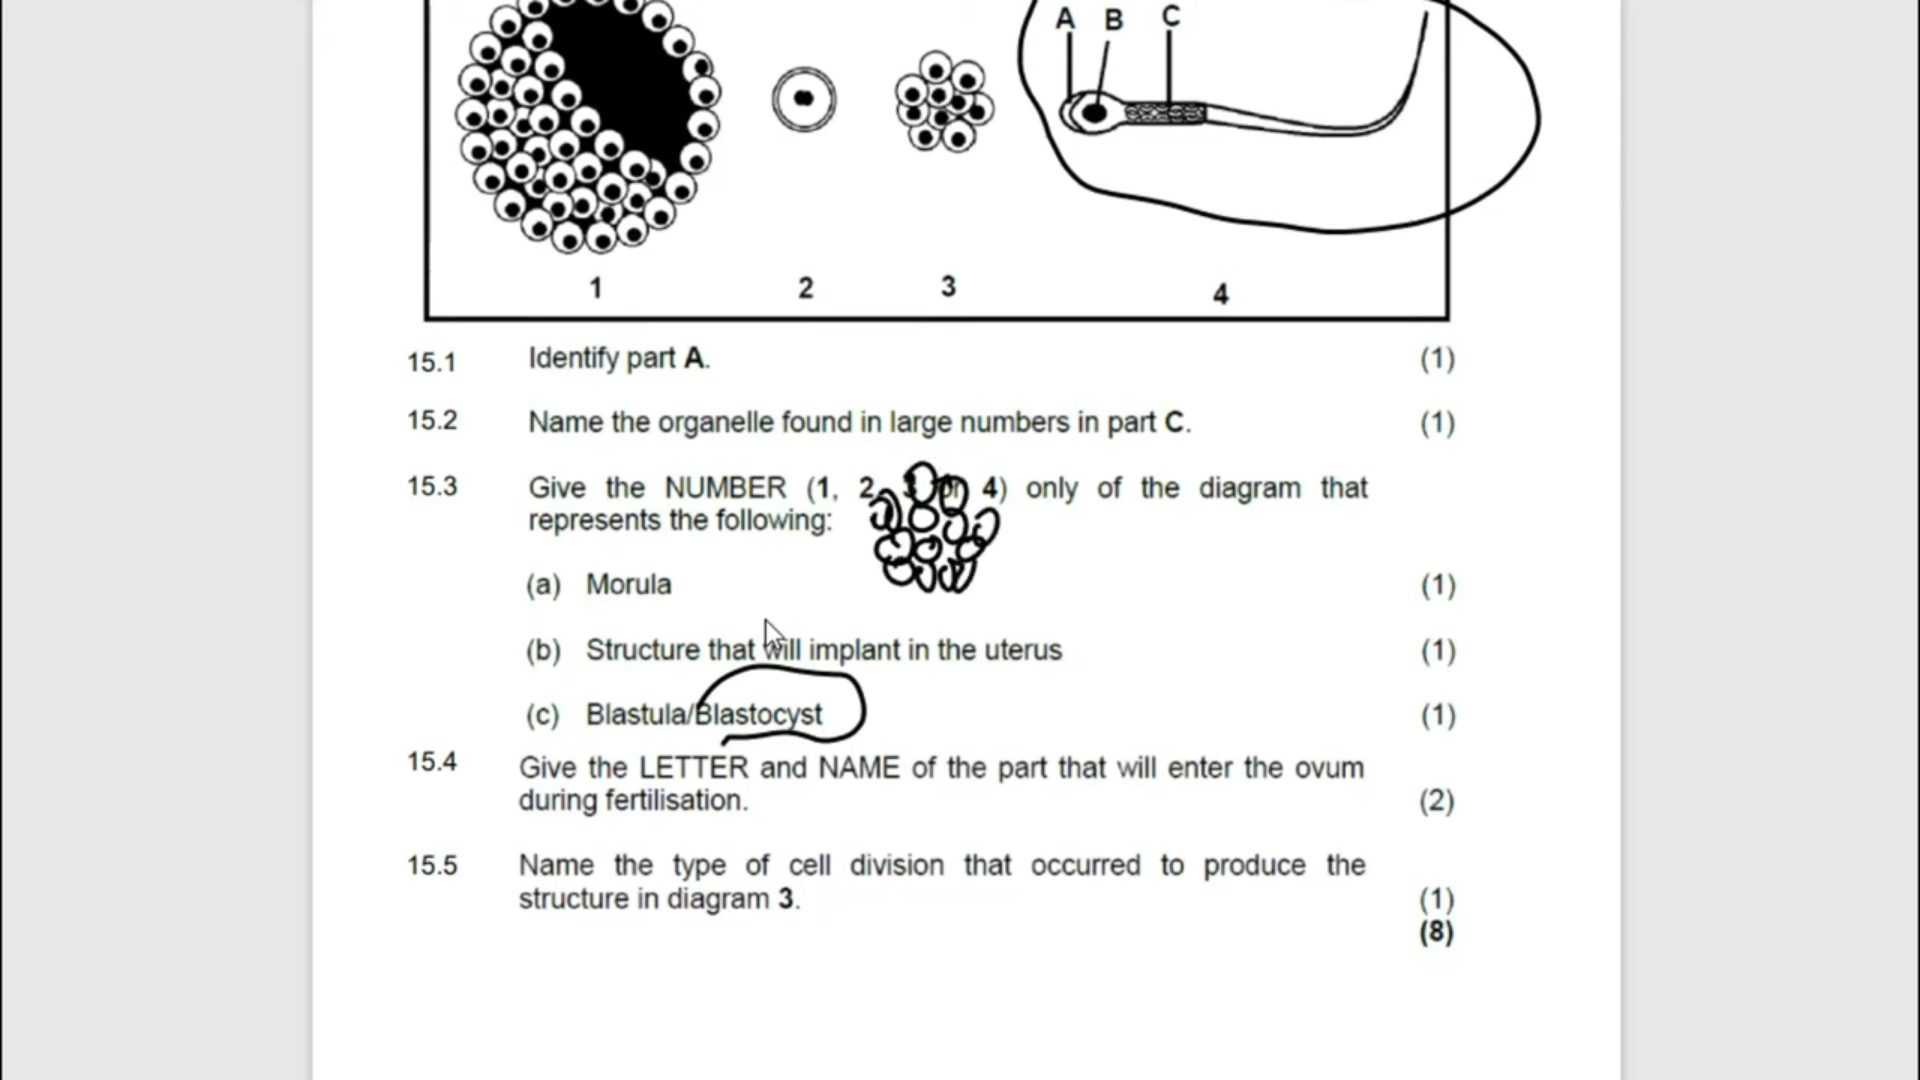 A B C
1 2 3 4
15.1 Identify part A. (1)
15.2 Name the organelle found in large numbers in part C. (1)
15.3 Give the NUMBER (1, 2, 3 or 4) only of the diagram that
represents the following:
(a) Morula (1)
(b) Structure that will implant in the uterus (1)
(c) Blastula/Blastocyst (1)
15.4 Give the LETTER and NAME of the part that will enter the ovum
during fertilisation. (2)
15.5 Name the type of cell division that occurred to produce the
structure in diagram 3. (1)
(8)